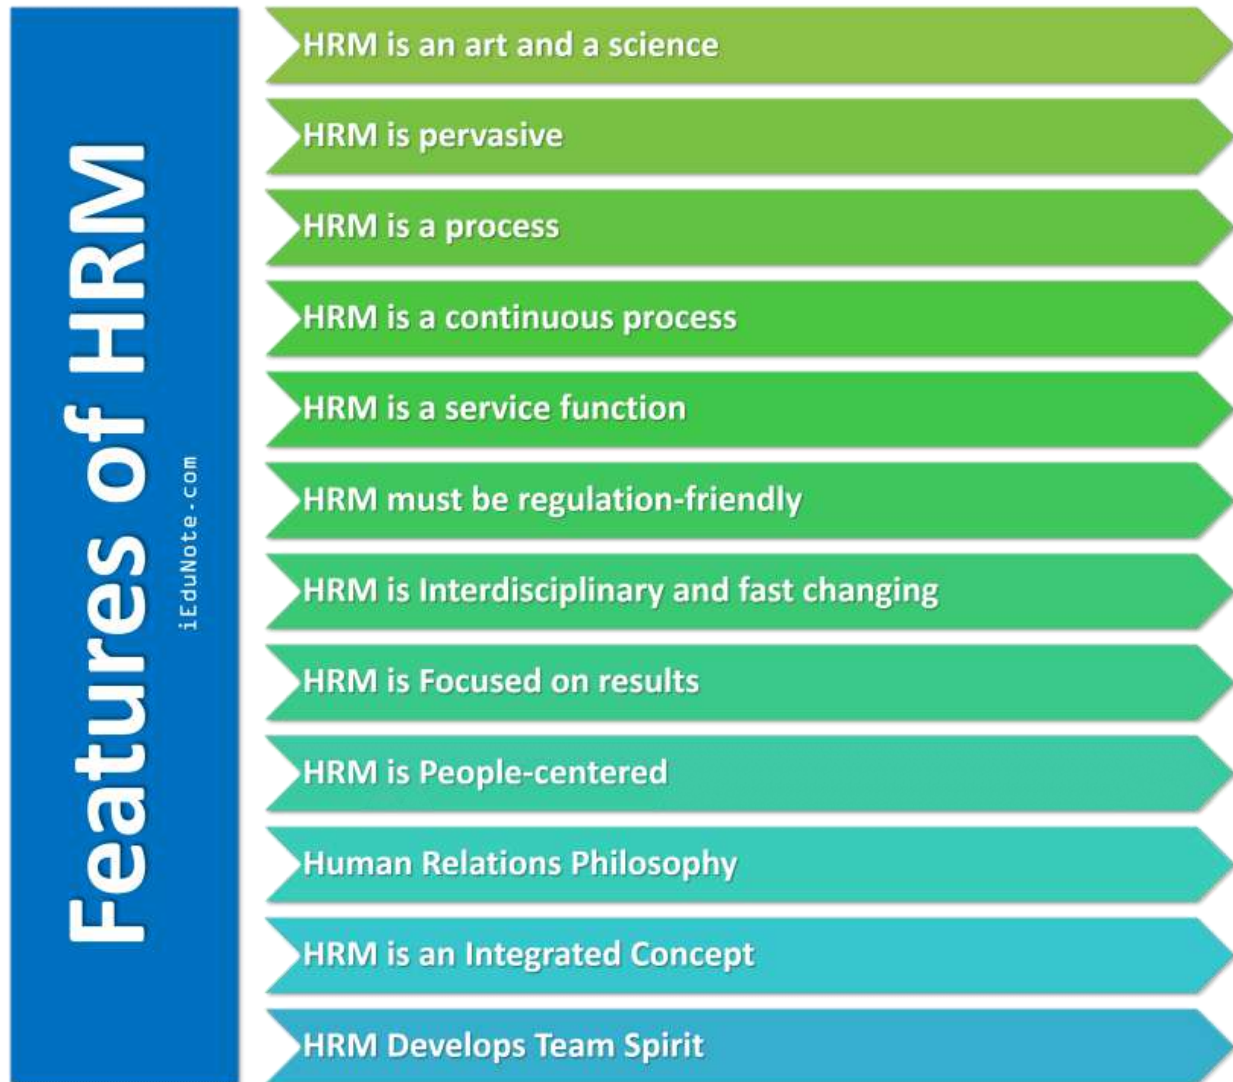 Features of HRM
iEduNote.com
HRM is an art and a science
HRM is pervasive
HRM is a process
HRM is a continuous process
HRM is a service function
HRM must be regulation-friendly
HRM is Interdisciplinary and fast changing
HRM is Focused on results
HRM is People-centered
Human Relations Philosophy
HRM is an Integrated Concept
HRM Develops Team Spirit